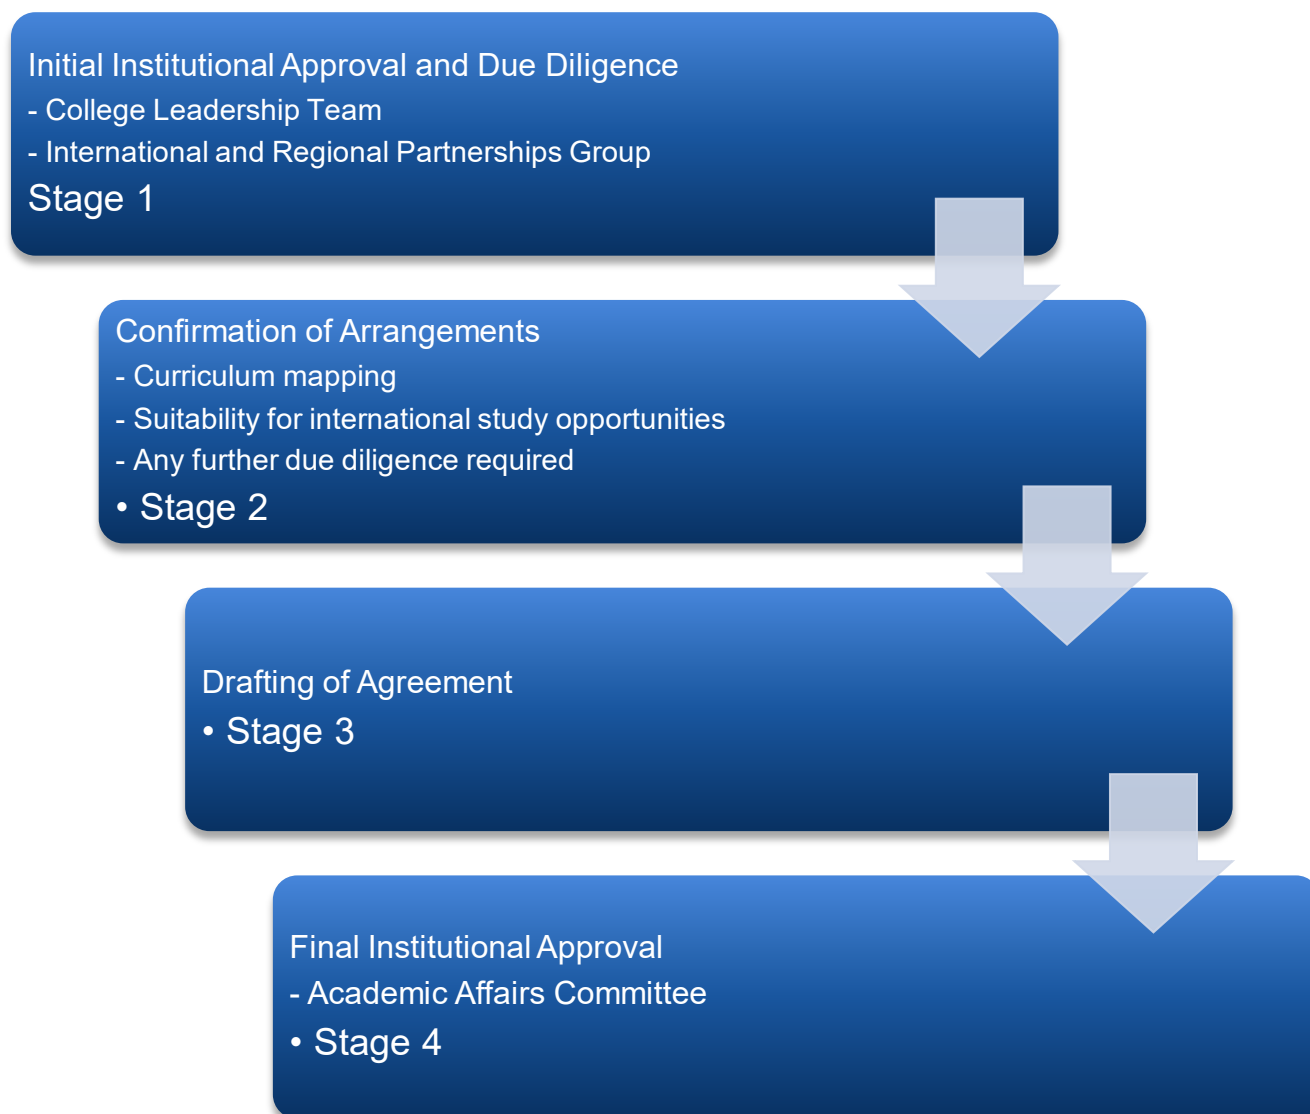 Initial Institutional Approval and Due Diligence
- College Leadership Team
- International and Regional Partnerships Group
Stage 1
Confirmation of Arrangements
- Curriculum mapping
- Suitability for international study opportunities
- Any further due diligence required
• Stage 2
Drafting of Agreement
• Stage 3
Final Institutional Approval
- Academic Affairs Committee
• Stage 4